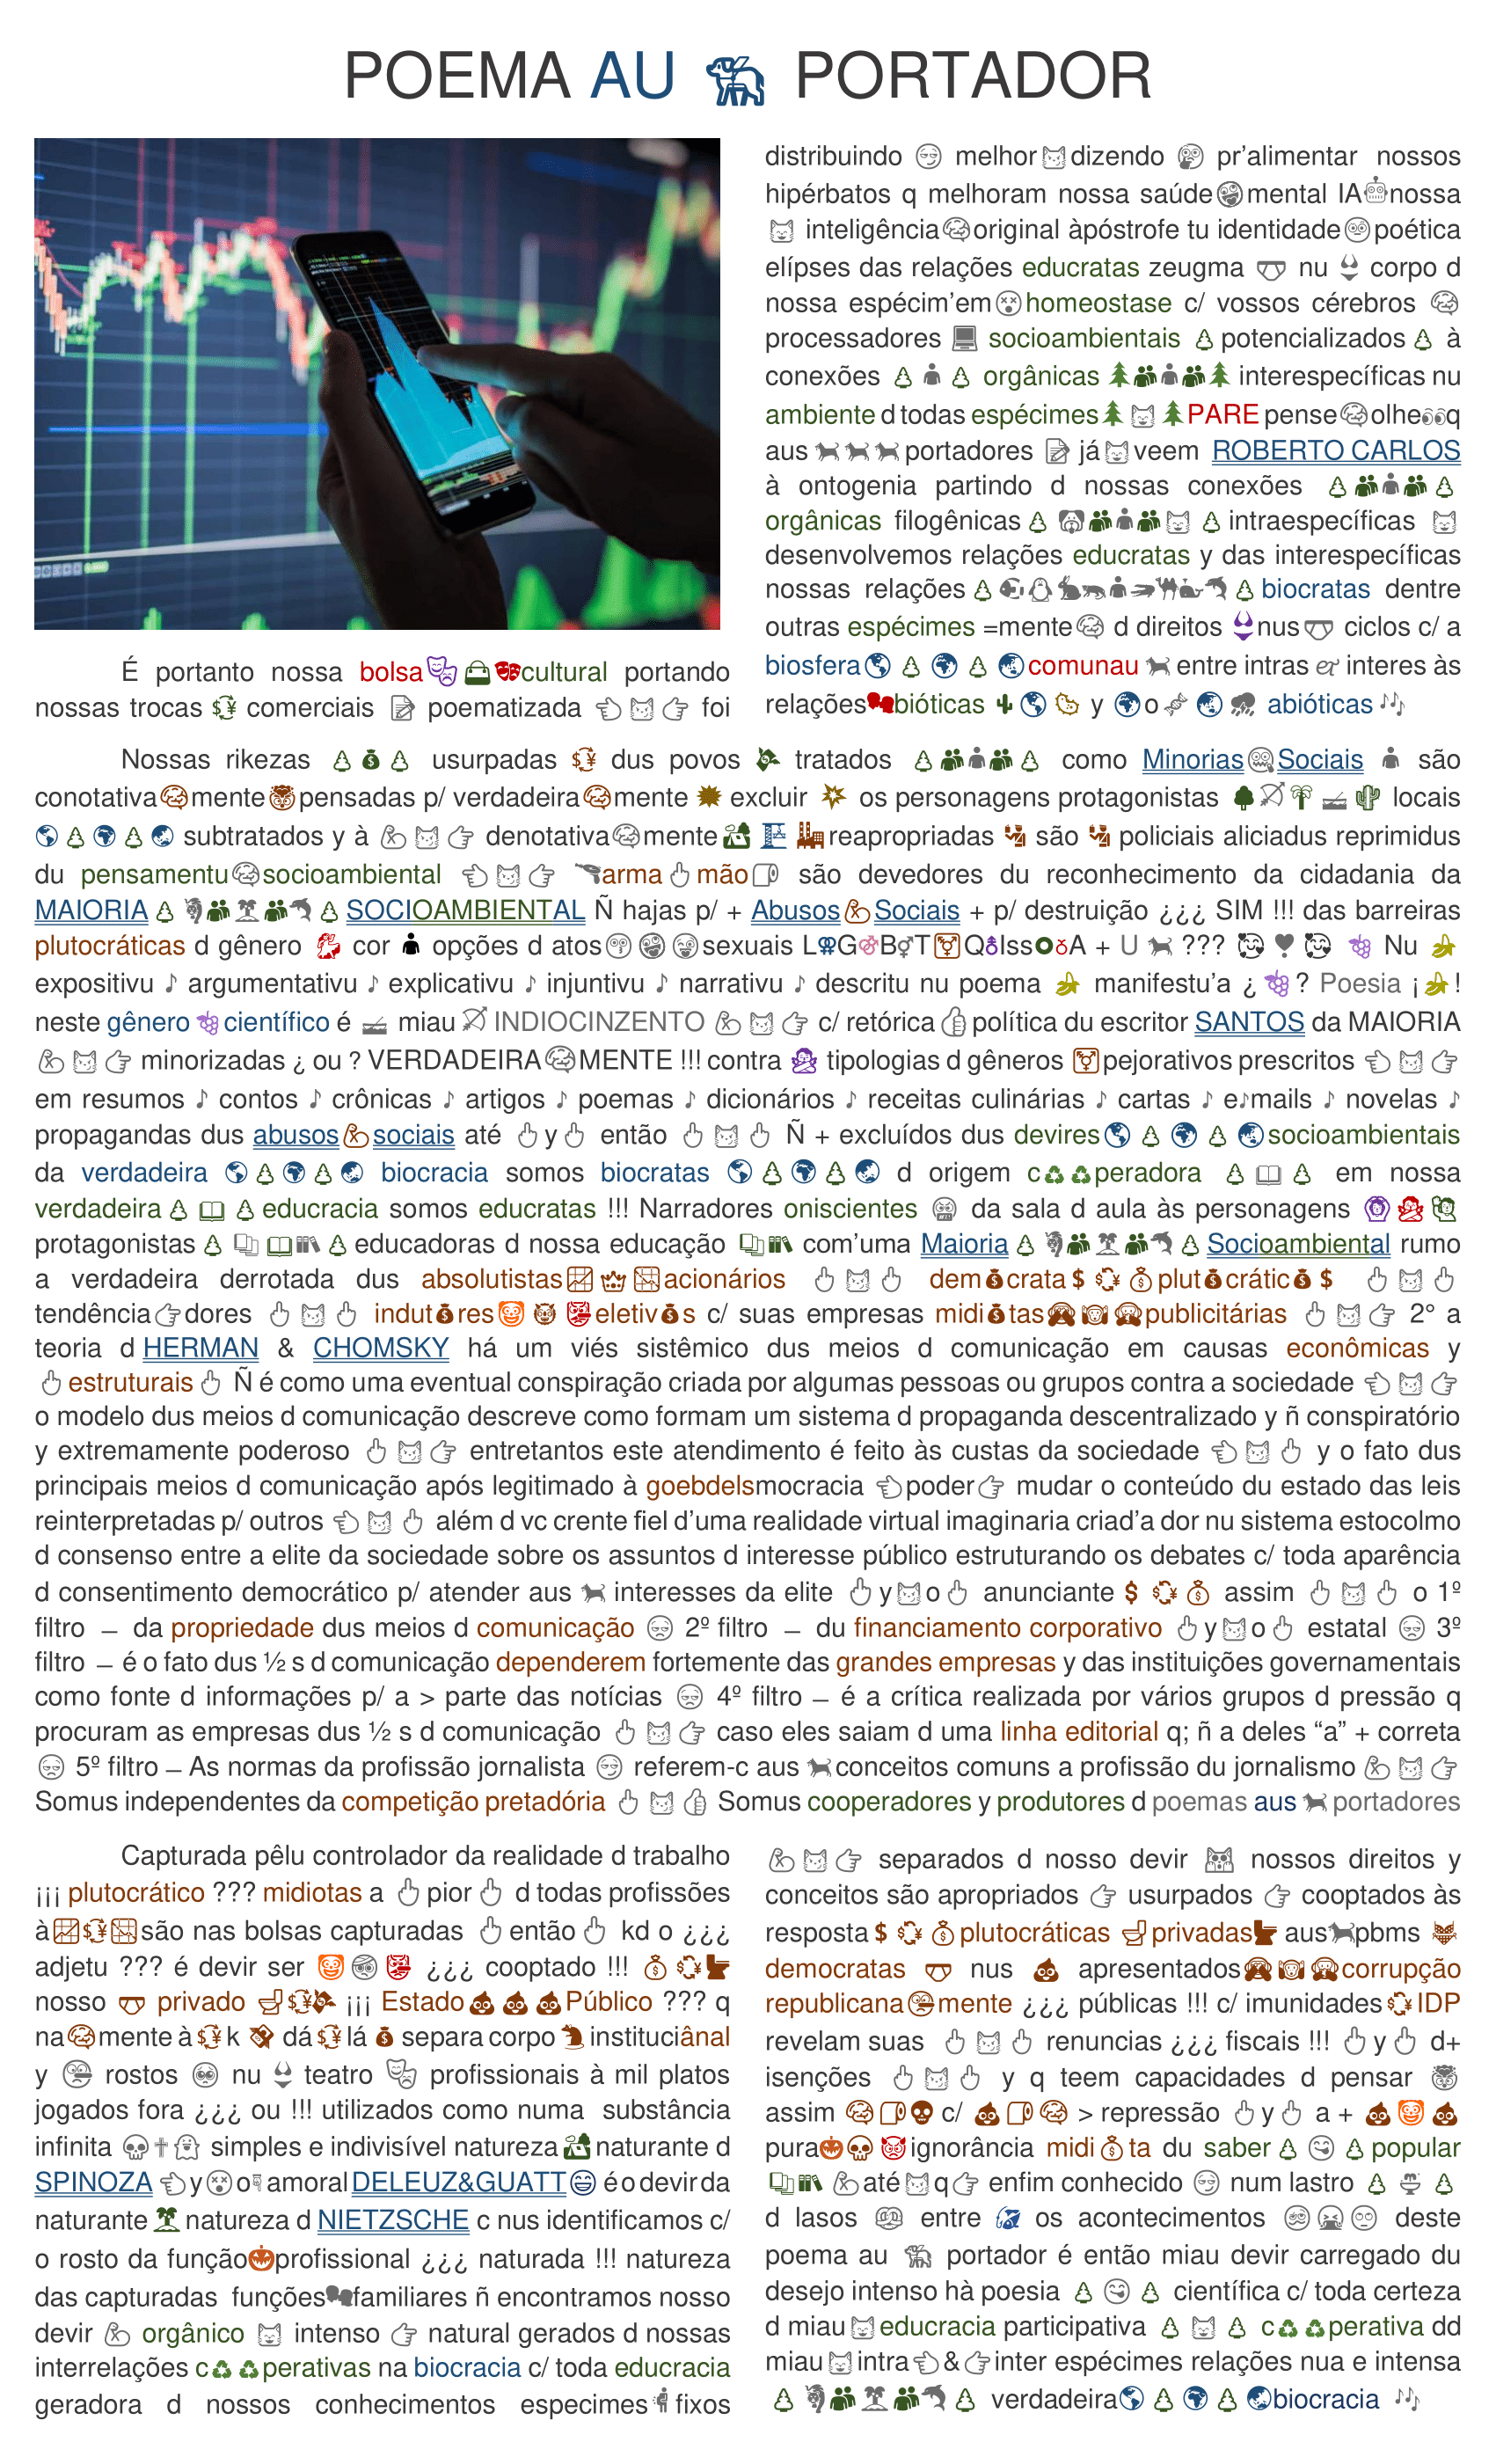 POEMA AU PORTADOR
É portanto nossa bolsa cultural portando
nossas trocas comerciais poematizada foi
distribuindo melhor dizendo pr’alimentar nossos
hipérbatos q melhoram nossa saúde mental IA nossa
inteligência original àpóstrofe tu identidade poética
elípses das relações educratas zeugma nu corpo d
nossa espécim’em homeostase c/ vossos cérebros
processadores socioambientais potencializados à
conexões orgânicas interespecíficas nu
ambiente d todas espécimes PARE pense olhe q
aus portadores já veem ROBERTO CARLOS
à ontogenia partindo d nossas conexões
orgânicas filogênicas intraespecíficas
desenvolvemos relações educratas y das interespecíficas
nossas relações biocratas dentre
outras espécimes =mente d direitos nus ciclos c/ a
biosfera comunau entre intras & interes às
relações bióticas y o abióticas
Nossas rikezas usurpadas dus povos tratados como Minorias Sociais são
conotativa mente pensadas p/ verdadeira mente excluir os personagens protagonistas locais
subtratados y à denotativa mente reapropriadas são policiais aliciadus reprimidus
du pensamentu socioambiental arma mão são devedores du reconhecimento da cidadania da
MAIORIA SOCIOAMBIENTAL Ñ hajas p/ + Abusos Sociais + p/ destruição ¿¿¿ SIM !!! das barreiras
plutocráticas d gênero cor opções d atos sexuais L G B T Q Iss A + U ??? Nu
expositivu ♪ argumentativu ♪ explicativu ♪ injuntivu ♪ narrativu ♪ descritu nu poema manifestu’a ¿ ? Poesia ¡ !
neste gênero científico é miau INDIOCINZENTO c/ retórica política du escritor SANTOS da MAIORIA
minorizadas ¿ ou ? VERDADEIRA MENTE !!! contra tipologias d gêneros pejorativos prescritos
em resumos ♪ contos ♪ crônicas ♪ artigos ♪ poemas ♪ dicionários ♪ receitas culinárias ♪ cartas ♪ e♪mails ♪ novelas ♪
propagandas dus abusos sociais até y então Ñ + excluídos dus devires socioambientais
da verdadeira biocracia somos biocratas d origem c peradora em nossa
verdadeira educracia somos educratas !!! Narradores oniscientes da sala d aula às personagens
protagonistas educadoras d nossa educação com’uma Maioria Socioambiental rumo
a verdadeira derrotada dus absolutistas acionários dem crata $ plut crátic $
tendência dores indut res eletiv s c/ suas empresas midi tas publicitárias 2° a
teoria d HERMAN & CHOMSKY há um viés sistêmico dus meios d comunicação em causas econômicas y
estruturais Ñ é como uma eventual conspiração criada por algumas pessoas ou grupos contra a sociedade
o modelo dus meios d comunicação descreve como formam um sistema d propaganda descentralizado y ñ conspiratório
y extremamente poderoso entretantos este atendimento é feito às custas da sociedade y o fato dus
principais meios d comunicação após legitimado à goebdelsmocracia poder mudar o conteúdo du estado das leis
reinterpretadas p/ outros além d vc crente fiel d’uma realidade virtual imaginaria criad’a dor nu sistema estocolmo
d consenso entre a elite da sociedade sobre os assuntos d interesse público estruturando os debates c/ toda aparência
d consentimento democrático p/ atender aus interesses da elite y o anunciante $ assim o 1º
filtro – da propriedade dus meios d comunicação 2º filtro – du financiamento corporativo y o estatal 3º
filtro – é o fato dus ½ s d comunicação dependerem fortemente das grandes empresas y das instituições governamentais
como fonte d informações p/ a > parte das notícias 4º filtro – é a crítica realizada por vários grupos d pressão q
procuram as empresas dus ½ s d comunicação caso eles saiam d uma linha editorial q; ñ a deles “a” + correta
5º filtro – As normas da profissão jornalista referem-c aus conceitos comuns a profissão du jornalismo
Somus independentes da competição pretadória Somus cooperadores y produtores d poemas aus portadores
Capturada pêlu controlador da realidade d trabalho
¡¡¡ plutocrático ??? midiotas a pior d todas profissões
à são nas bolsas capturadas então kd o ¿¿¿
adjetu ??? é devir ser ¿¿¿ cooptado !!!
nosso privado ¡¡¡ Estado Público ??? q
na mente à k dá lá separa corpo instituciânal
y rostos nu teatro profissionais à mil platos
jogados fora ¿¿¿ ou !!! utilizados como numa substância
infinita simples e indivisível natureza naturante d
SPINOZA y o amoral DELEUZ&GUATT é o devir da
naturante natureza d NIETZSCHE c nus identificamos c/
o rosto da função profissional ¿¿¿ naturada !!! natureza
das capturadas funções familiares ñ encontramos nosso
devir orgânico intenso natural gerados d nossas
interrelações c perativas na biocracia c/ toda educracia
geradora d nossos conhecimentos especimes fixos
separados d nosso devir nossos direitos y
conceitos são apropriados usurpados cooptados às
resposta $ plutocráticas privadas aus pbms
democratas nus apresentados corrupção
republicana mente ¿¿¿ públicas !!! c/ imunidades IDP
revelam suas renuncias ¿¿¿ fiscais !!! y d+
isenções y q teem capacidades d pensar
assim c/ > repressão y a +
pura ignorância midi ta du saber popular
até q enfim conhecido num lastro
d lasos entre os acontecimentos deste
poema au portador é então miau devir carregado du
desejo intenso hà poesia científica c/ toda certeza
d miau educracia participativa c perativa dd
miau intra & inter espécimes relações nua e intensa
verdadeira biocracia